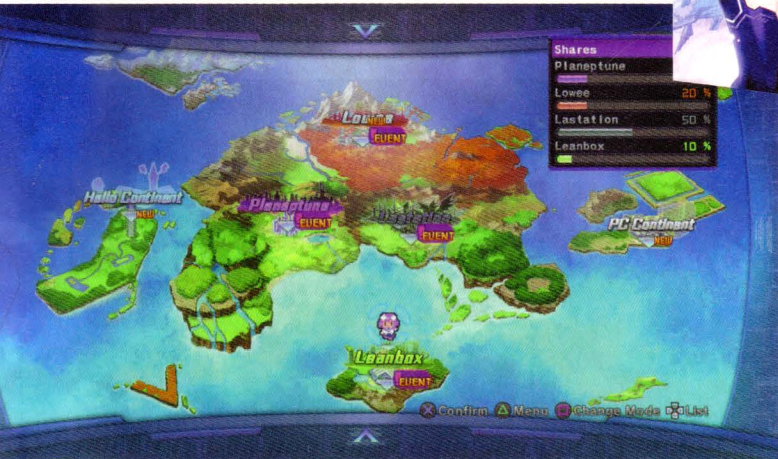 Shares
Planeptune
Lowee 20 %
Lastation 50 %
Leanbox 10 %
NEW
EVENT
Hello Continent
NEW
Planeptune
EVENT
EVENT
PC Continent
NEW
Leanbox
EVENT
Confirm Menu Change Mode List